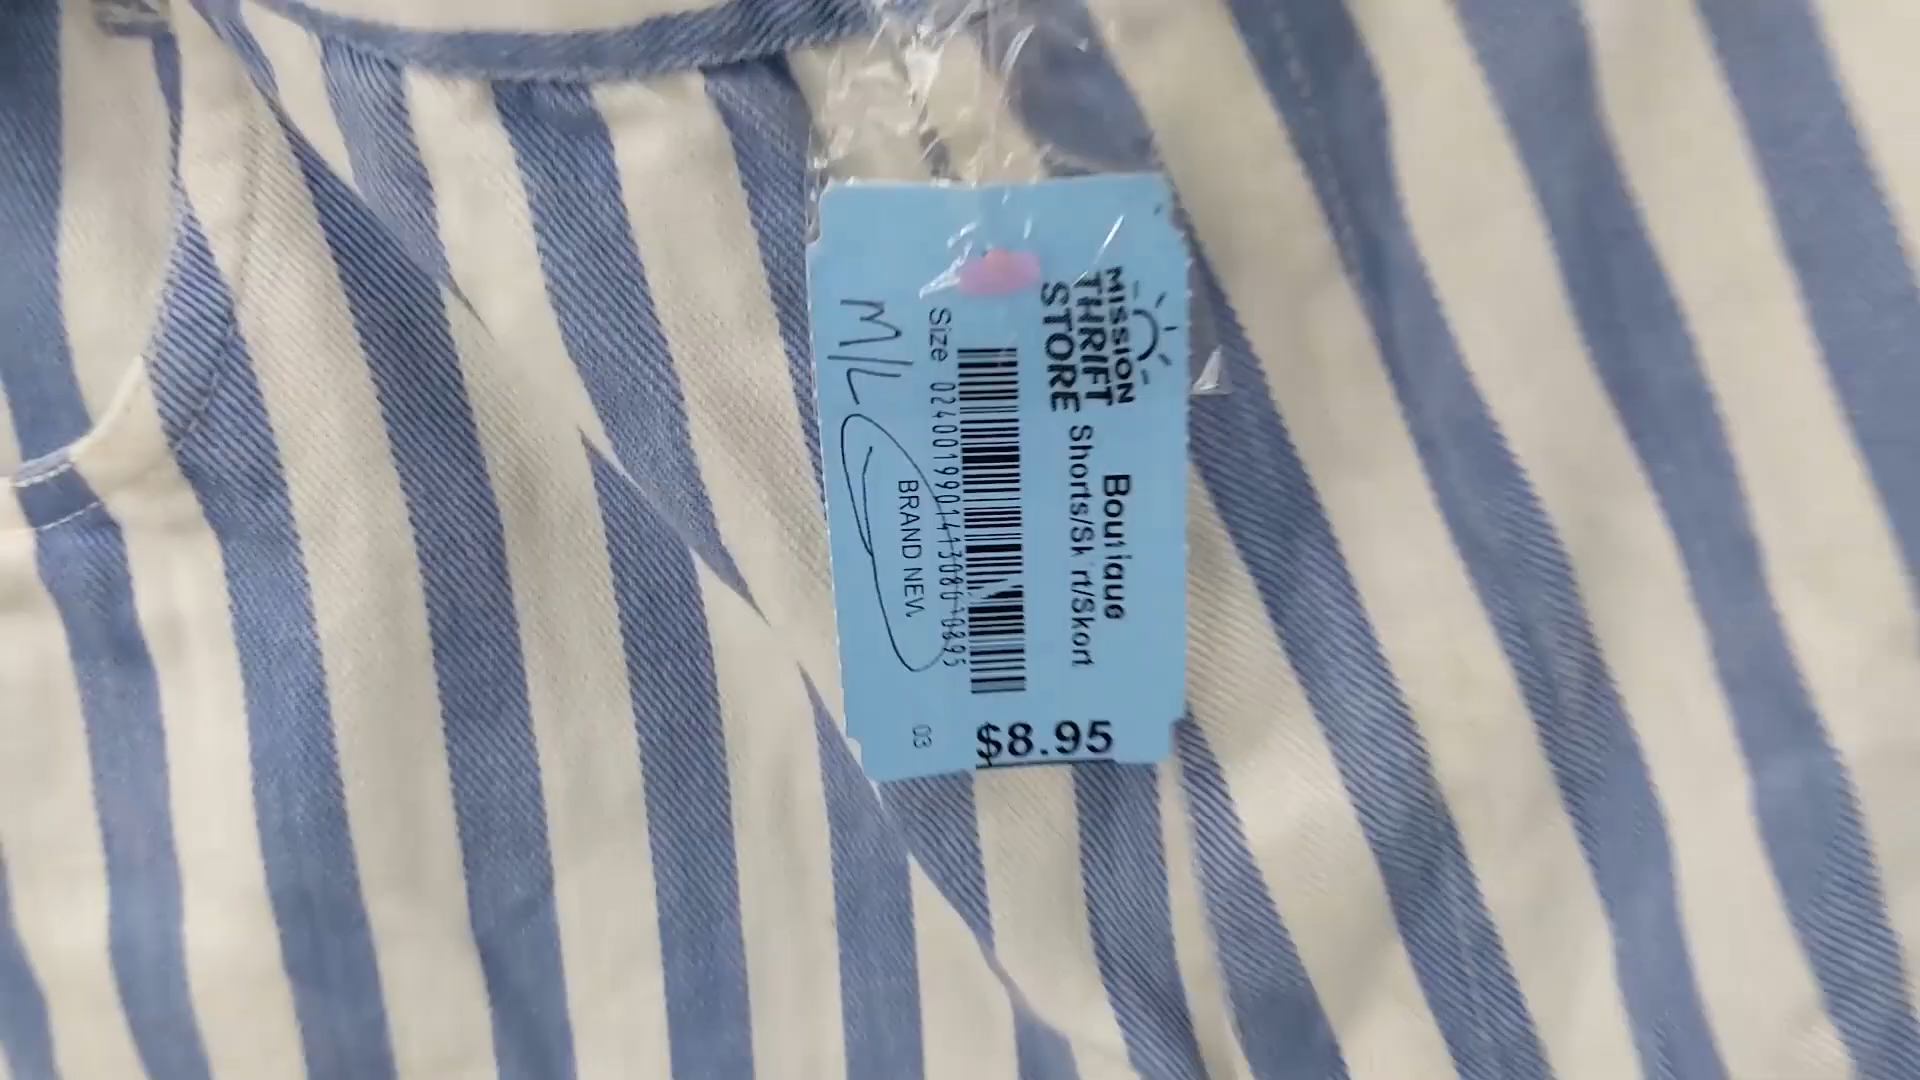 MISSION
THRIFT
STORE
Boutique
Shorts/Skirt/Skort
Size
M/L
BRAND NEW
03
$8.95